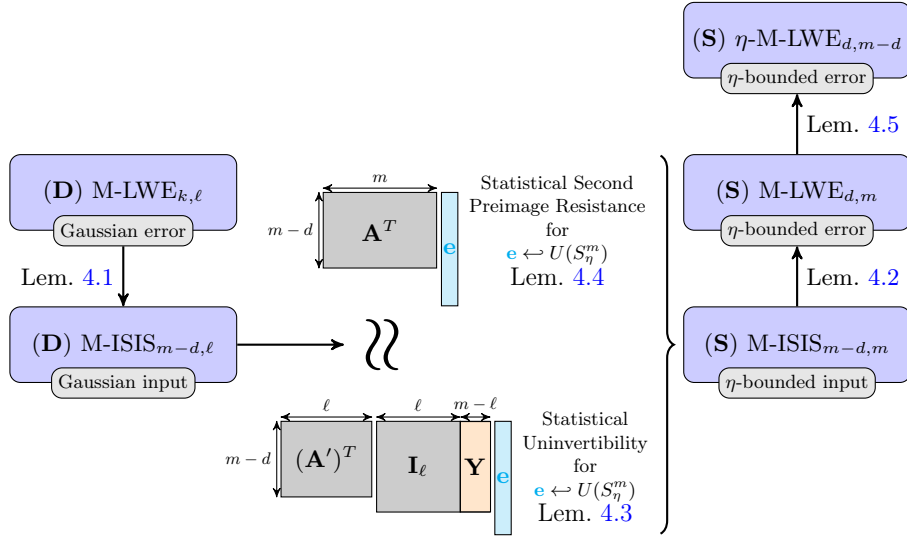 (S) η-M-LWE_{d,m−d}
η-bounded error
Lem. 4.5
(D) M-LWE_{k,ℓ}
Gaussian error
Lem. 4.1
(D) M-ISIS_{m−d,ℓ}
Gaussian input
m
m − d
A^T
e
Statistical Second
Preimage Resistance
for
e ↩ U(S_η^m)
Lem. 4.4
≈
ℓ
ℓ
m − ℓ
m − d
(A′)^T
I_ℓ
Y
e
Statistical
Uninvertibility
for
e ↩ U(S_η^m)
Lem. 4.3
(S) M-LWE_{d,m}
η-bounded error
Lem. 4.2
(S) M-ISIS_{m−d,m}
η-bounded input